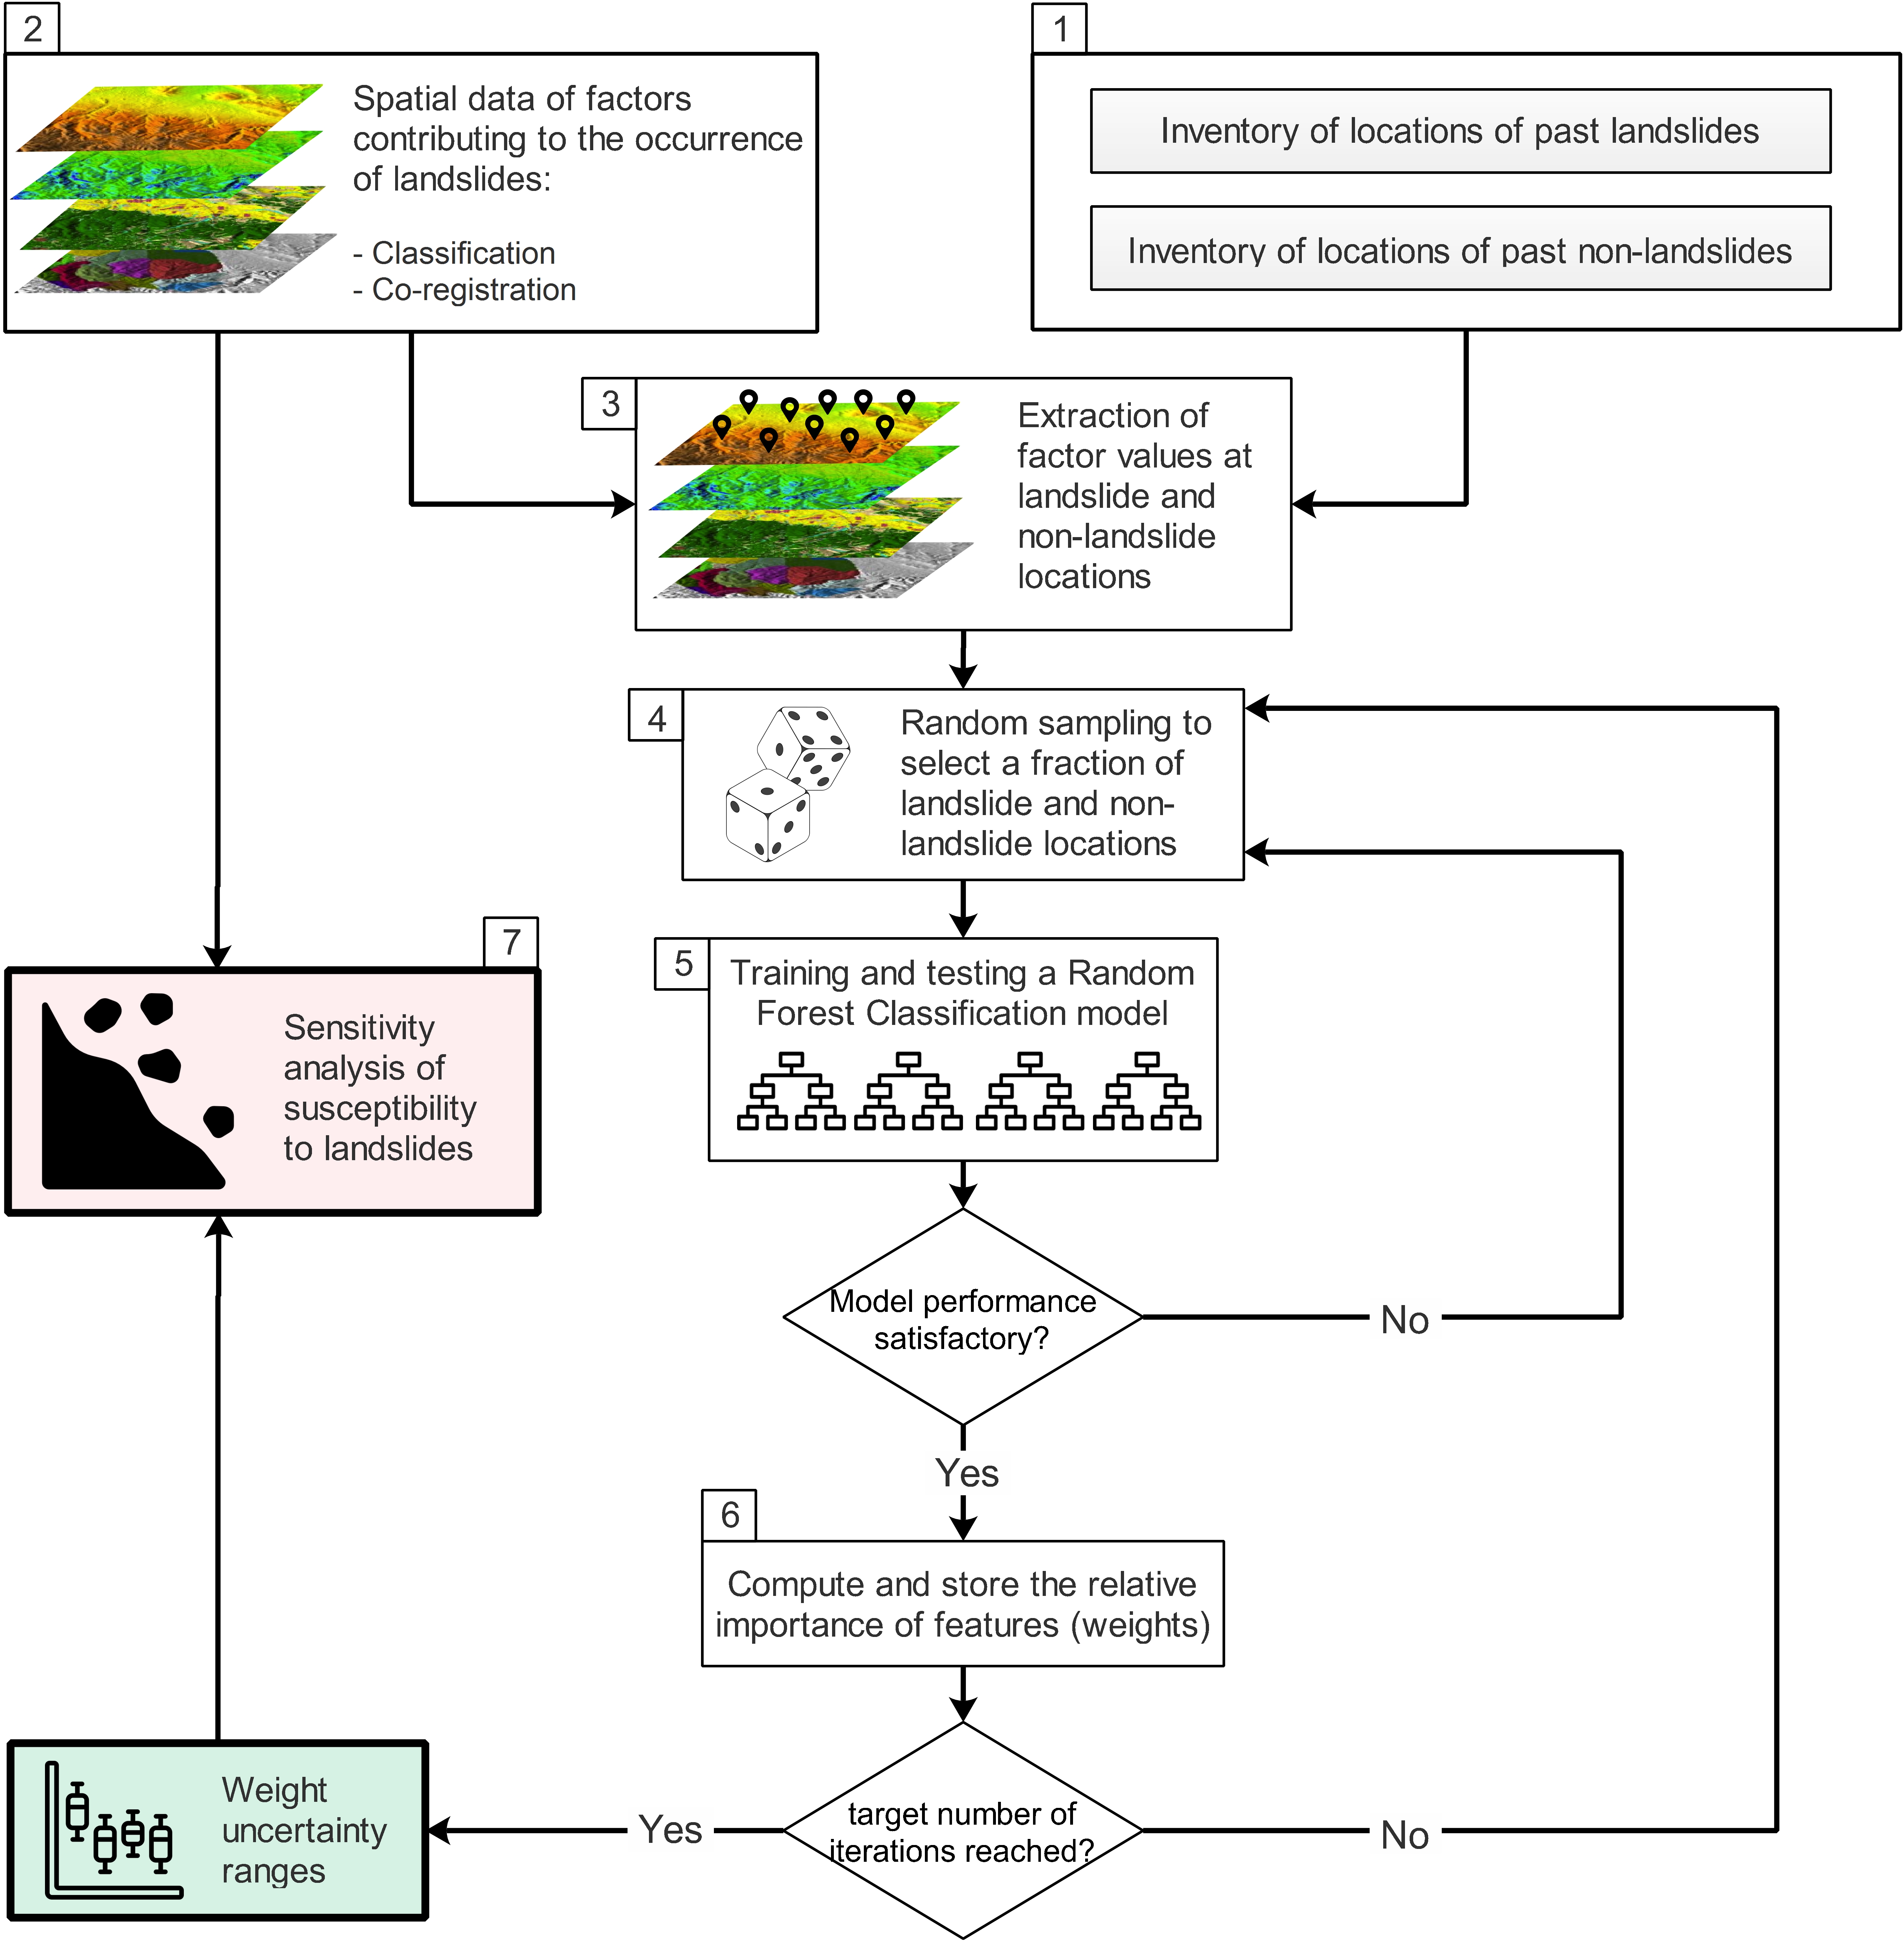 2
Spatial data of factors
contributing to the occurrence
of landslides:
- Classification
- Co-registration
1
Inventory of locations of past landslides
Inventory of locations of past non-landslides
3
Extraction of
factor values at
landslide and
non-landslide
locations
4
Random sampling to
select a fraction of
landslide and non-
landslide locations
5
Training and testing a Random
Forest Classification model
7
Sensitivity
analysis of
susceptibility
to landslides
Model performance
satisfactory?
No
Yes
6
Compute and store the relative
importance of features (weights)
target number of
iterations reached?
No
Yes
Weight
uncertainty
ranges